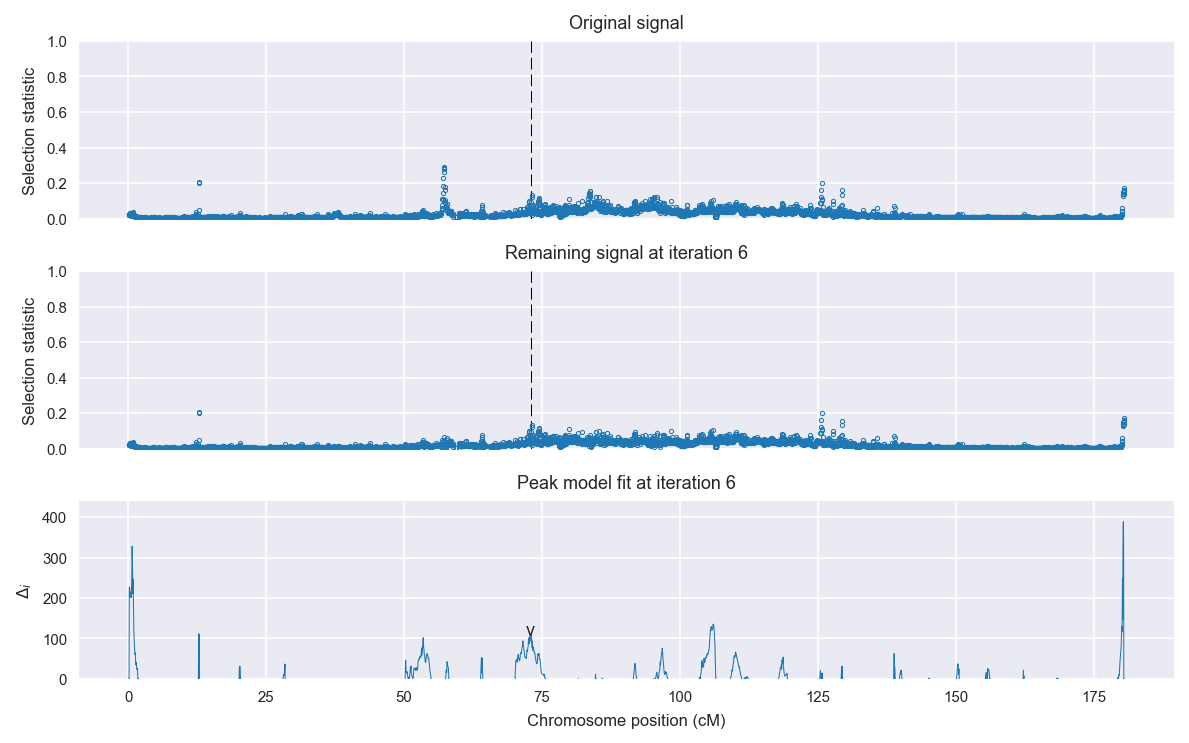 Original signal
Selection statistic
1.0
0.8
0.6
0.4
0.2
0.0
Remaining signal at iteration 6
Selection statistic
1.0
0.8
0.6
0.4
0.2
0.0
Peak model fit at iteration 6
Δi
400
300
200
100
0
v
0 25 50 75 100 125 150 175
Chromosome position (cM)